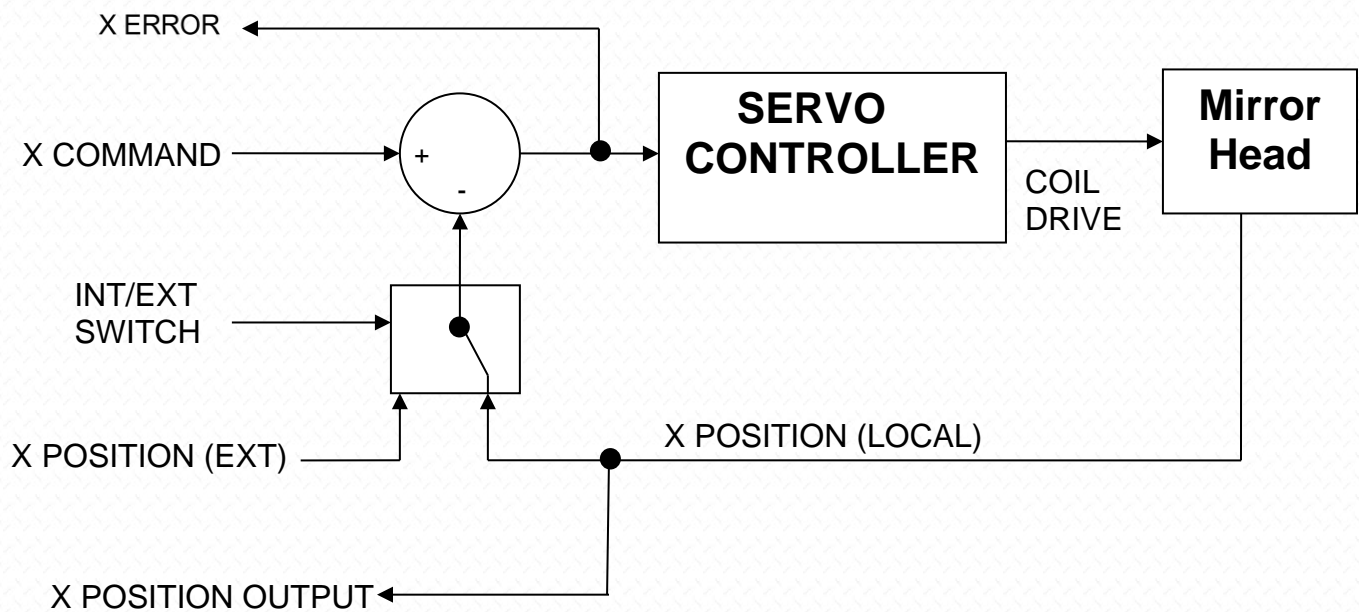 X ERROR
SERVO
CONTROLLER
Mirror
Head
X COMMAND
+
-
COIL
DRIVE
INT/EXT
SWITCH
X POSITION (EXT)
X POSITION (LOCAL)
X POSITION OUTPUT